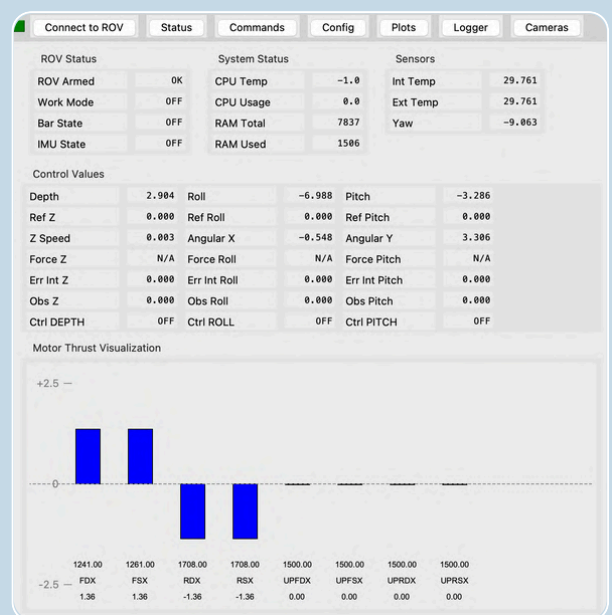 Connect to ROV Status Commands Config Plots Logger Cameras
ROV Status System Status Sensors
ROV Armed OK CPU Temp -1.0 Int Temp 29.761
Work Mode OFF CPU Usage 0.0 Ext Temp 29.761
Bar State OFF RAM Total 7837 Yaw -9.063
IMU State OFF RAM Used 1506
Control Values
Depth 2.904 Roll -6.988 Pitch -3.286
Ref Z 0.000 Ref Roll 0.000 Ref Pitch 0.000
Z Speed 0.003 Angular X -0.548 Angular Y 3.306
Force Z N/A Force Roll N/A Force Pitch N/A
Err Int Z 0.000 Err Int Roll 0.000 Err Int Pitch 0.000
Obs Z 0.000 Obs Roll 0.000 Obs Pitch 0.000
Ctrl DEPTH OFF Ctrl ROLL OFF Ctrl PITCH OFF
Motor Thrust Visualization
+2.5
0
1241.00 1261.00 1708.00 1708.00 1500.00 1500.00 1500.00 1500.00
-2.5 FDX FSX RDX RSX UPFDX UPFSX UPRDX UPRSX
1.36 1.36 -1.36 -1.36 0.00 0.00 0.00 0.00